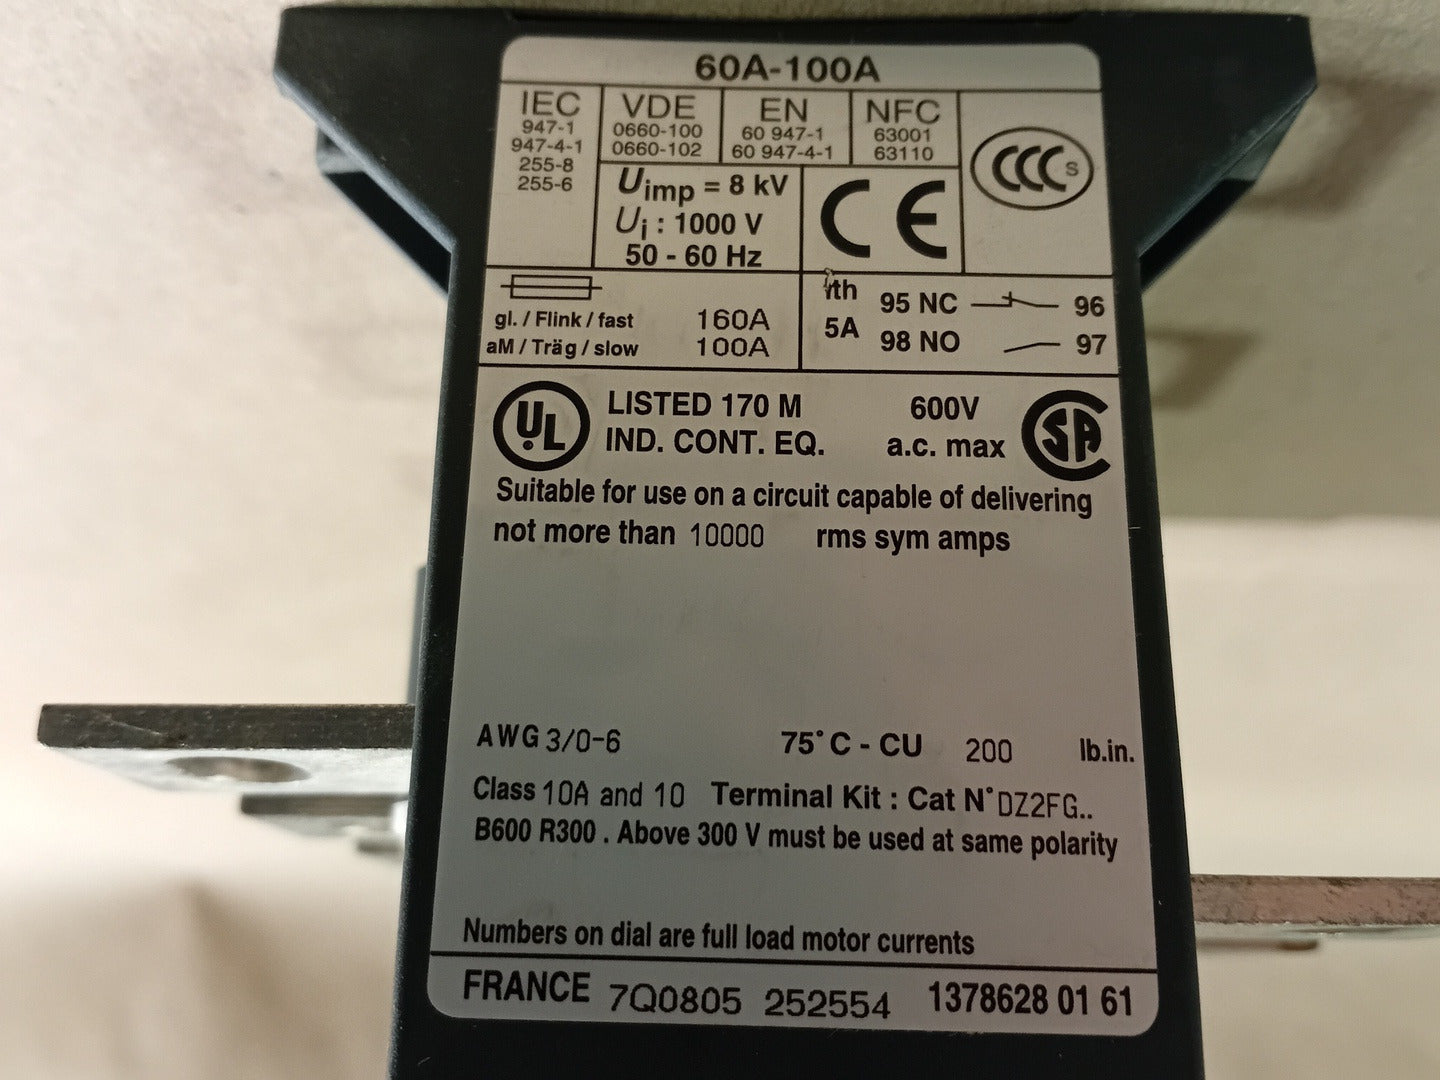 60A-100A
IEC
947-1
947-4-1
255-8
255-6
VDE
0660-100
0660-102
EN
60 947-1
60 947-4-1
NFC
63001
63110
CCC S
Uimp = 8 kV
Ui : 1000 V
50 - 60 Hz
CE
gl. / Flink / fast 160A
aM / Träg / slow 100A
Ith
5A
95 NC 96
98 NO 97
UL LISTED 170 M 600V SA
IND. CONT. EQ. a.c. max
Suitable for use on a circuit capable of delivering
not more than 10000 rms sym amps
AWG 3/0-6 75°C - CU 200 lb.in.
Class 10A and 10 Terminal Kit : Cat N° DZ2FG..
B600 R300 . Above 300 V must be used at same polarity
Numbers on dial are full load motor currents
FRANCE 7Q0805 252554 1378628 01 61